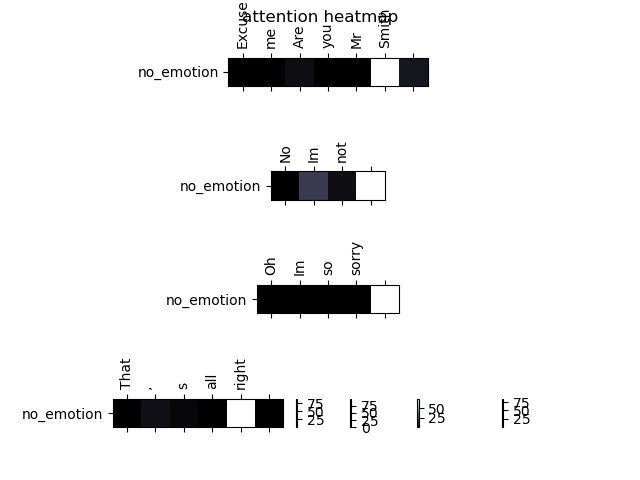 attention heatmap
Excuse me Are you Mr Smith
no_emotion
No Im not
no_emotion
Oh Im so sorry
no_emotion
That , s all right
no_emotion
75 75 50 75
50 50 25 50
25 25 25
0